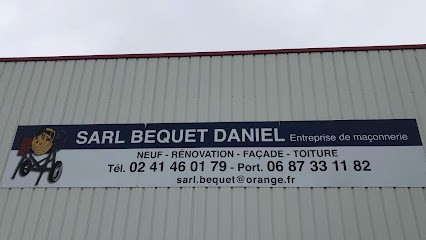 SARL BEQUET DANIEL Entreprise de maçonnerie
NEUF - RÉNOVATION - FAÇADE - TOITURE
Tél. 02 41 46 01 79 - Port. 06 87 33 11 82
sarl.bequet@orange.fr